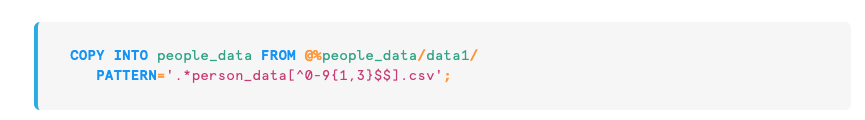 COPY INTO people_data FROM @%people_data/data1/
PATTERN='.*person_data[^0-9{1,3}$$].csv';